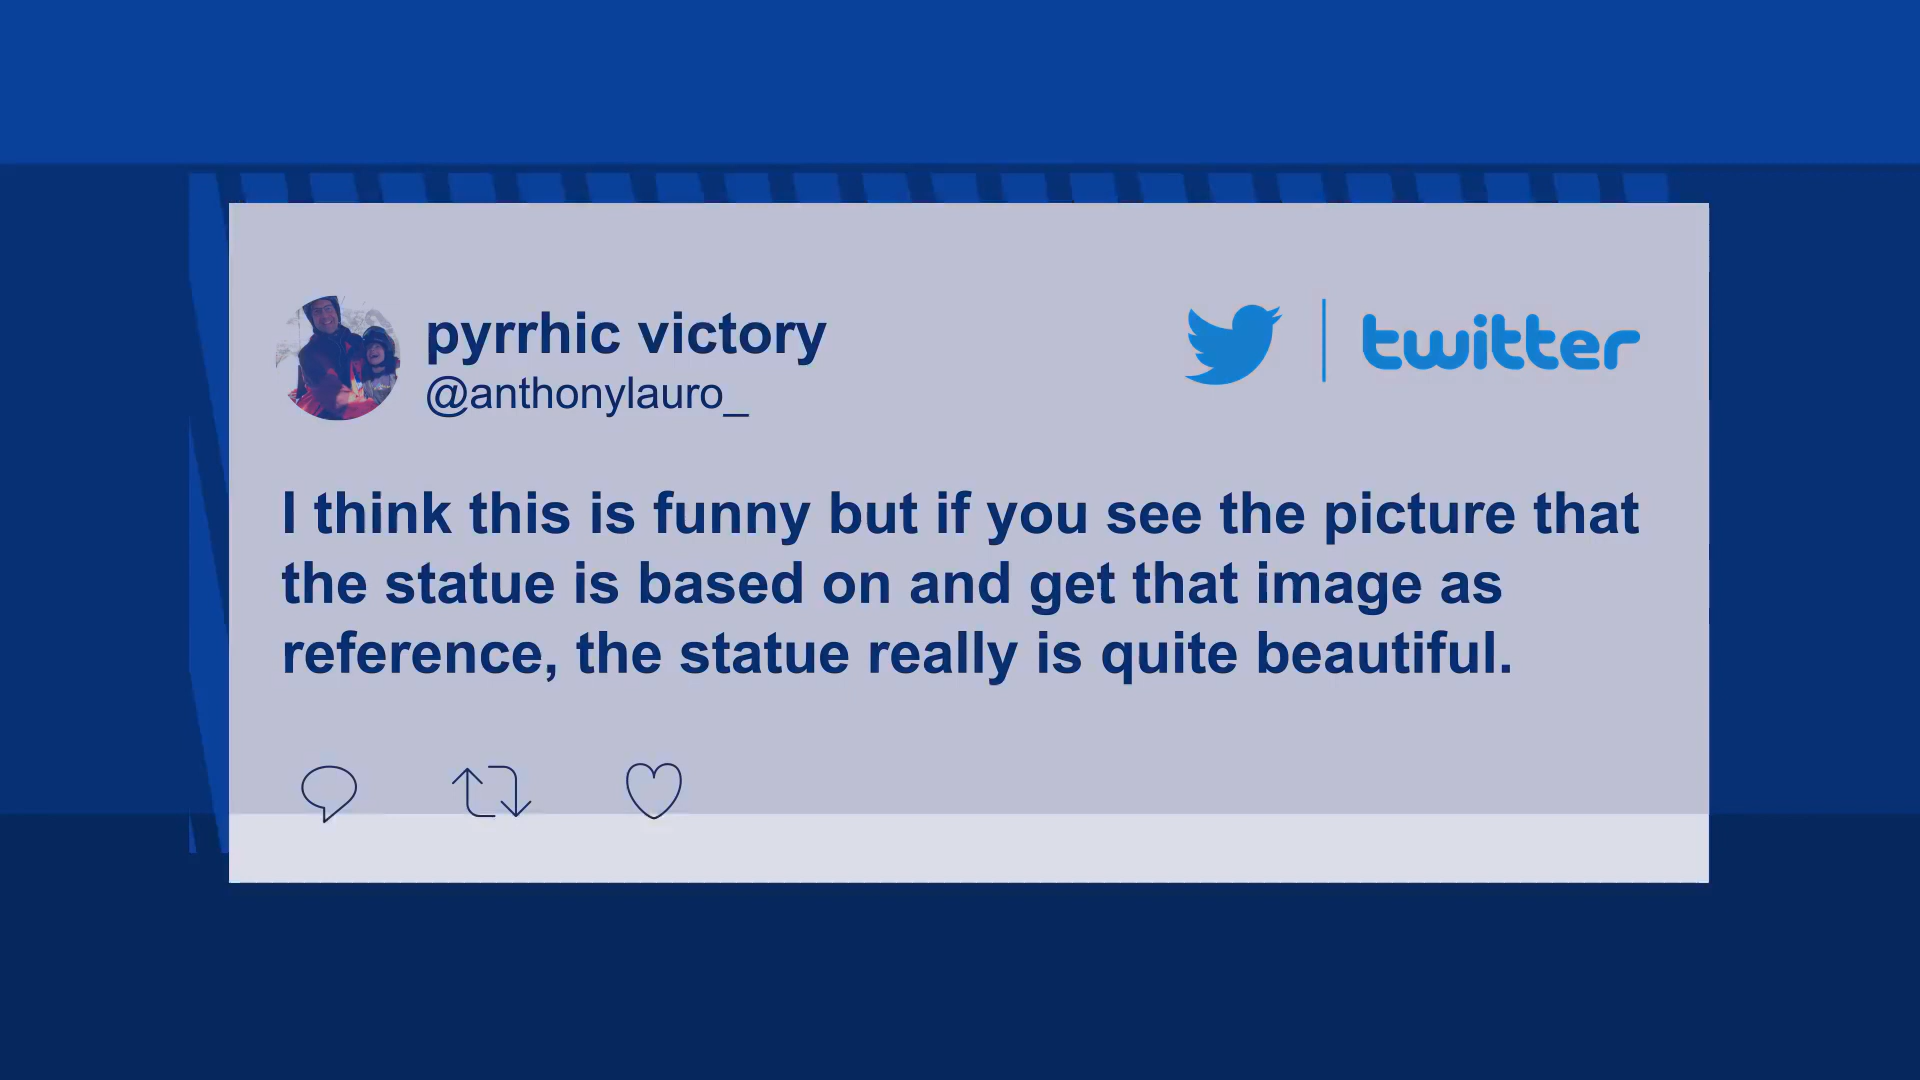 pyrrhic victory
@anthonylauro_
twitter
I think this is funny but if you see the picture that
the statue is based on and get that image as
reference, the statue really is quite beautiful.